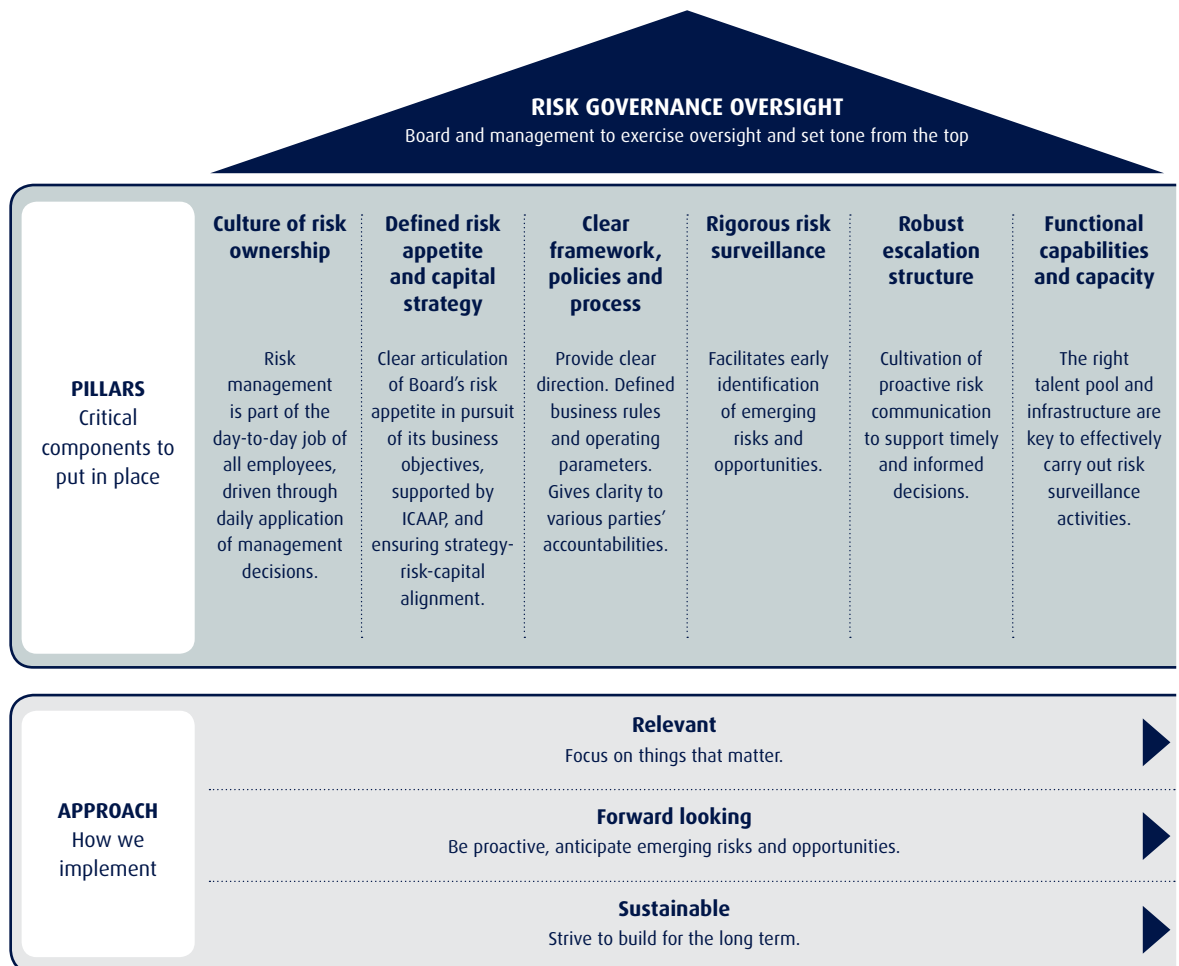 RISK GOVERNANCE OVERSIGHT
Board and management to exercise oversight and set tone from the top
PILLARS
Critical
components to
put in place
Culture of risk
ownership
Risk
management
is part of the
day-to-day job of
all employees,
driven through
daily application
of management
decisions.
Defined risk
appetite
and capital
strategy
Clear articulation
of Board’s risk
appetite in pursuit
of its business
objectives,
supported by
ICAAP, and
ensuring strategy-
risk-capital
alignment.
Clear
framework,
policies and
process
Provide clear
direction. Defined
business rules
and operating
parameters.
Gives clarity to
various parties’
accountabilities.
Rigorous risk
surveillance
Facilitates early
identification
of emerging
risks and
opportunities.
Robust
escalation
structure
Cultivation of
proactive risk
communication
to support timely
and informed
decisions.
Functional
capabilities
and capacity
The right
talent pool and
infrastructure are
key to effectively
carry out risk
surveillance
activities.
APPROACH
How we
implement
Relevant
Focus on things that matter.
Forward looking
Be proactive, anticipate emerging risks and opportunities.
Sustainable
Strive to build for the long term.